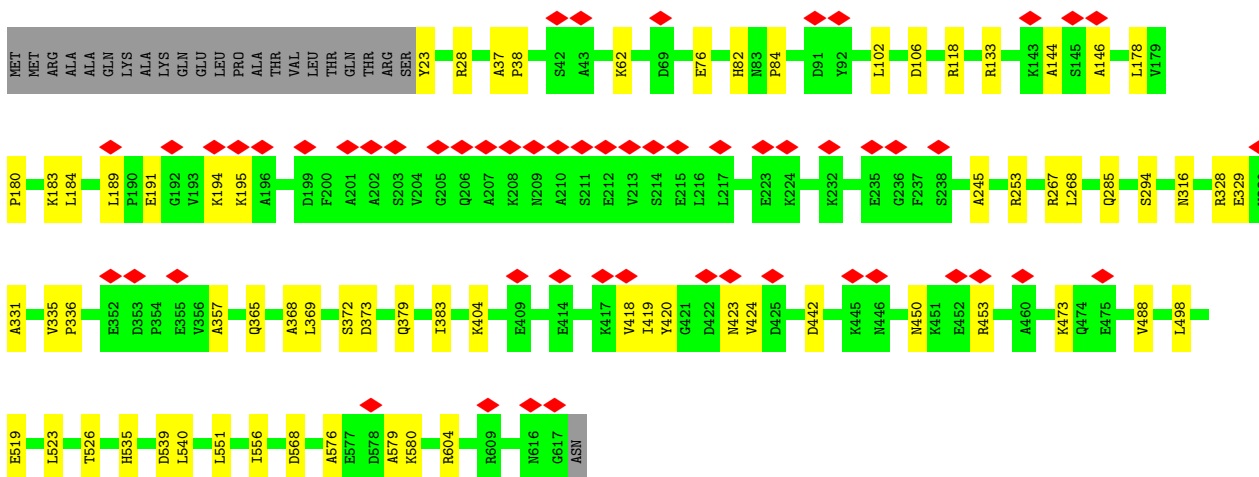 MET MET ARG ALA ALA GLN LYS ALA LYS GLN GLU LEU PRO ALA THR VAL LEU THR GLN THR ARG SER Y23 R28 A37 P38 S42 A43 K62 D69 E76 H82 N83 P84 D91 Y92 L102 D106 R118 R133 K143 A144 S145 A146 L178 V179
P180 K183 L184 L189 P190 E191 G192 V193 K194 K195 A196 D199 F200 A201 A202 S203 V204 G205 Q206 A207 K208 N209 A210 S211 E212 V213 S214 E215 L216 L217 E223 K224 K232 E235 G236 F237 S238 A245 R253 R267 L268 Q285 S294 N316 R328 E329
A331 V335 P336 E352 D353 P354 E355 V356 A357 Q365 A368 L369 S372 D373 Q379 I383 K404 E409 E414 K417 V418 I419 Y420 G421 D422 N423 V424 D425 D442 K445 N446 N450 K451 E452 R453 A460 K473 Q474 E475 V488 L498
E519 L523 T526 H535 D539 L540 L551 I556 D568 A576 E577 D578 A579 K580 R604 R609 N616 G617 ASN